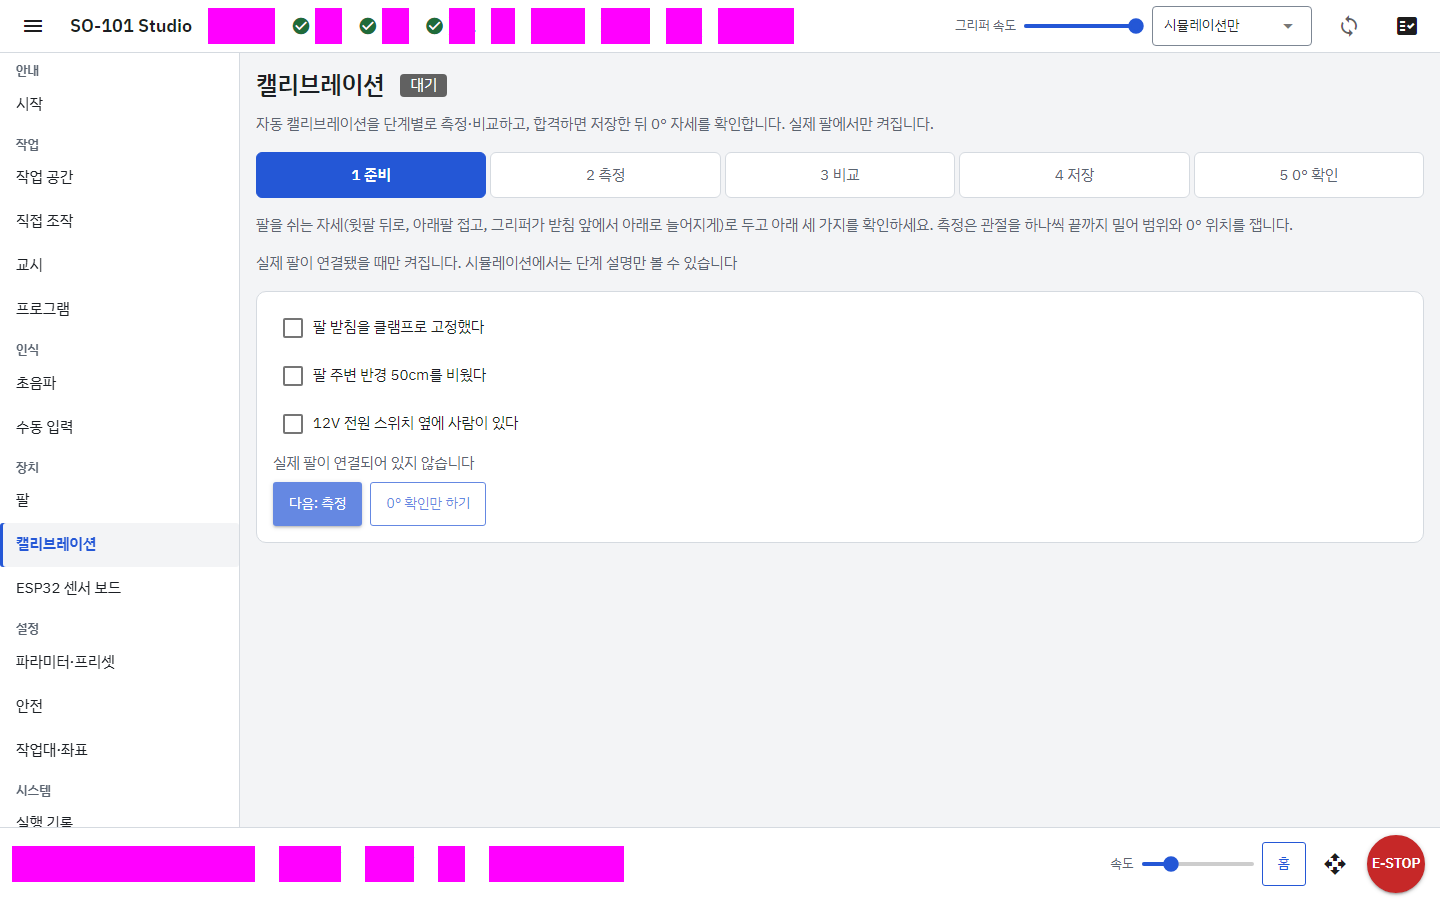 SO-101 Studio
그리퍼 속도
시뮬레이션만
안내
시작
작업
작업 공간
직접 조작
교시
프로그램
인식
초음파
수동 입력
장치
팔
캘리브레이션
ESP32 센서 보드
설정
파라미터·프리셋
안전
작업대·좌표
시스템
실행 기록
캘리브레이션 대기
자동 캘리브레이션을 단계별로 측정·비교하고, 합격하면 저장한 뒤 0° 자세를 확인합니다. 실제 팔에서만 켜집니다.
1 준비
2 측정
3 비교
4 저장
5 0° 확인
팔을 쉬는 자세(윗팔 뒤로, 아래팔 접고, 그리퍼가 받침 앞에서 아래로 늘어지게)로 두고 아래 세 가지를 확인하세요. 측정은 관절을 하나씩 끝까지 밀어 범위와 0° 위치를 잽니다.
실제 팔이 연결됐을 때만 켜집니다. 시뮬레이션에서는 단계 설명만 볼 수 있습니다
팔 받침을 클램프로 고정했다
팔 주변 반경 50cm를 비웠다
12V 전원 스위치 옆에 사람이 있다
실제 팔이 연결되어 있지 않습니다
다음: 측정
0° 확인만 하기
속도
홈
E-STOP